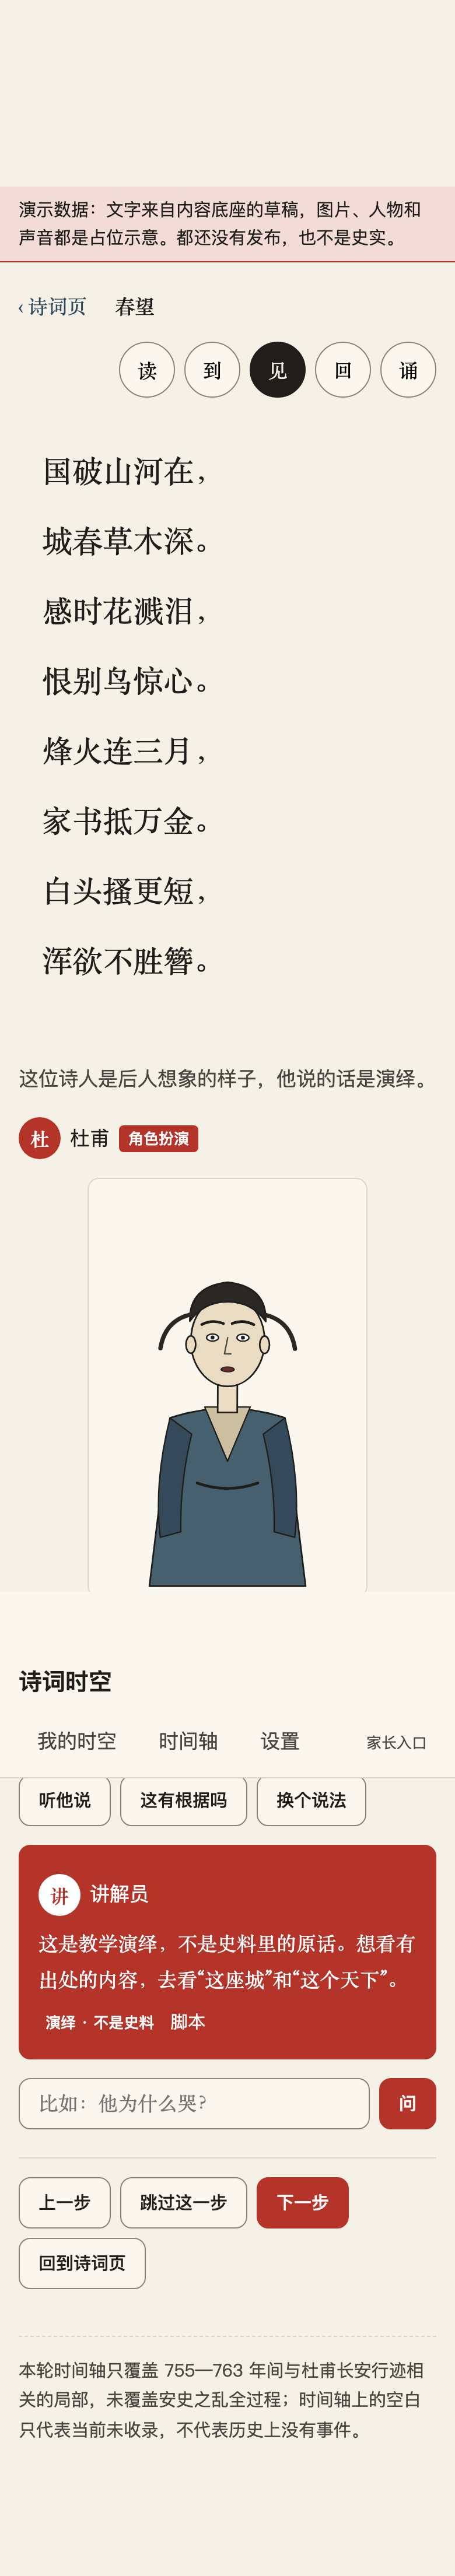 演示数据：文字来自内容底座的草稿，图片、人物和
声音都是占位示意。都还没有发布，也不是史实。
‹ 诗词页 春望
读 到 见 回 诵
国破山河在，
城春草木深。
感时花溅泪，
恨别鸟惊心。
烽火连三月，
家书抵万金。
白头搔更短，
浑欲不胜簪。
这位诗人是后人想象的样子，他说的话是演绎。
杜 杜甫 角色扮演
诗词时空
我的时空 时间轴 设置 家长入口
听他说 这有根据吗 换个说法
讲 讲解员
这是教学演绎，不是史料里的原话。想看有
出处的内容，去看“这座城”和“这个天下”。
演绎 · 不是史料 脚本
比如：他为什么哭？ 问
上一步 跳过这一步 下一步
回到诗词页
本轮时间轴只覆盖 755—763 年间与杜甫长安行迹相
关的局部，未覆盖安史之乱全过程；时间轴上的空白
只代表当前未收录，不代表历史上没有事件。